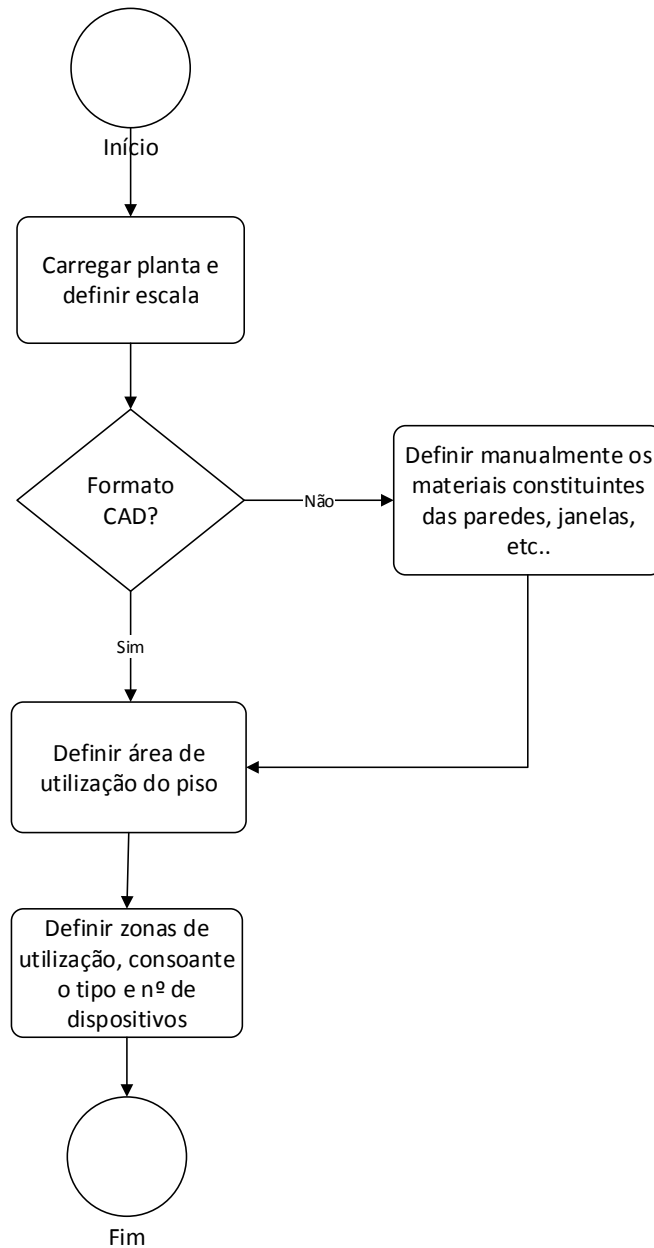 Início
Carregar planta e
definir escala
Formato
CAD?
Não
Definir manualmente os
materiais constituintes
das paredes, janelas,
etc..
Sim
Definir área de
utilização do piso
Definir zonas de
utilização, consoante
o tipo e nº de
dispositivos
Fim